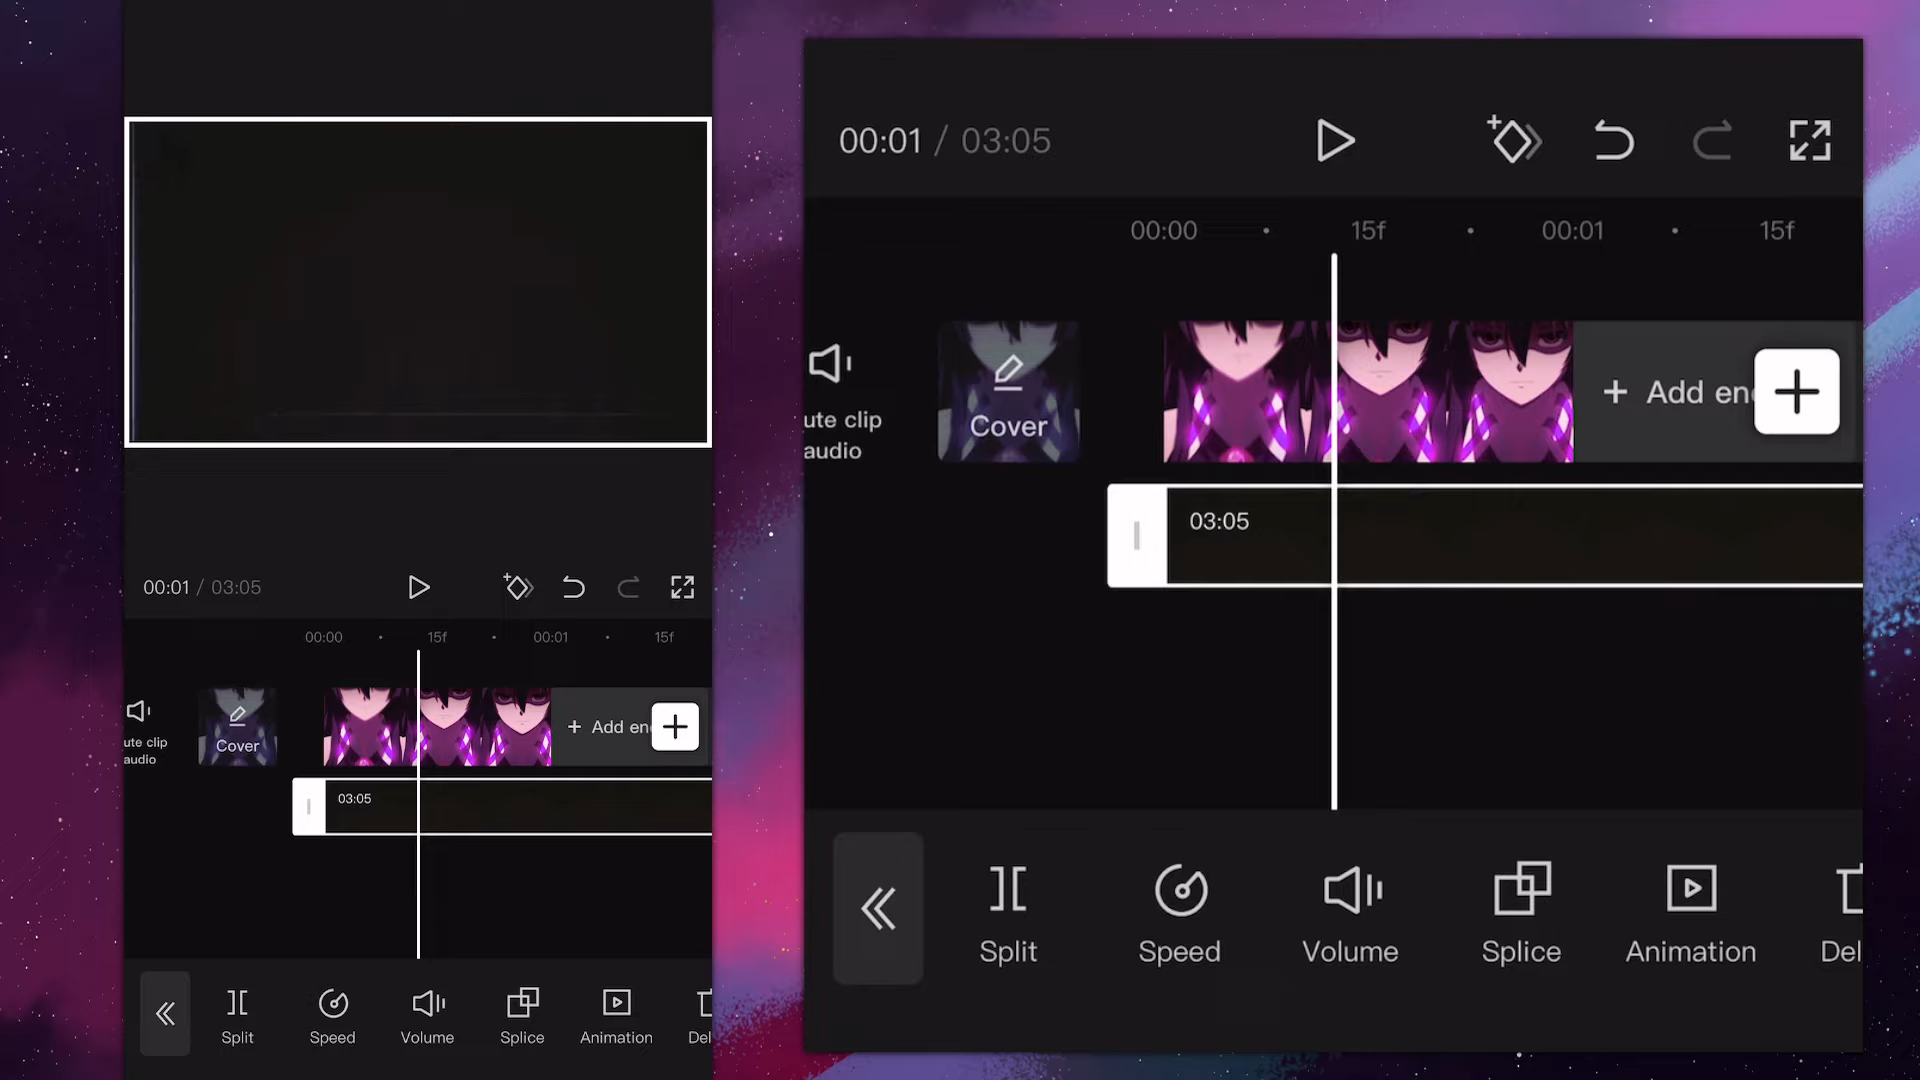 00:01 / 03:05
00:00 15f 00:01 15f
ute clip
audio
Cover
+ Add en
03:05
Split Speed Volume Splice Animation Del
00:01 / 03:05
00:00 15f 00:01 15f
ute clip
audio
Cover
+ Add en
03:05
Split Speed Volume Splice Animation Del